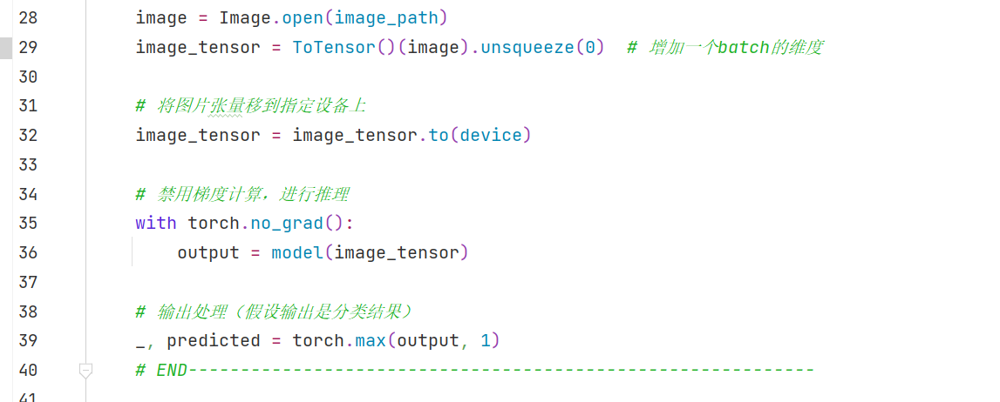 28 image = Image.open(image_path)
29 image_tensor = ToTensor()(image).unsqueeze(0)  # 增加一个batch的维度
30
31 # 将图片张量移到指定设备上
32 image_tensor = image_tensor.to(device)
33
34 # 禁用梯度计算，进行推理
35 with torch.no_grad():
36     output = model(image_tensor)
37
38 # 输出处理（假设输出是分类结果）
39 _, predicted = torch.max(output, 1)
40 # END------------------------------------------------------------
41